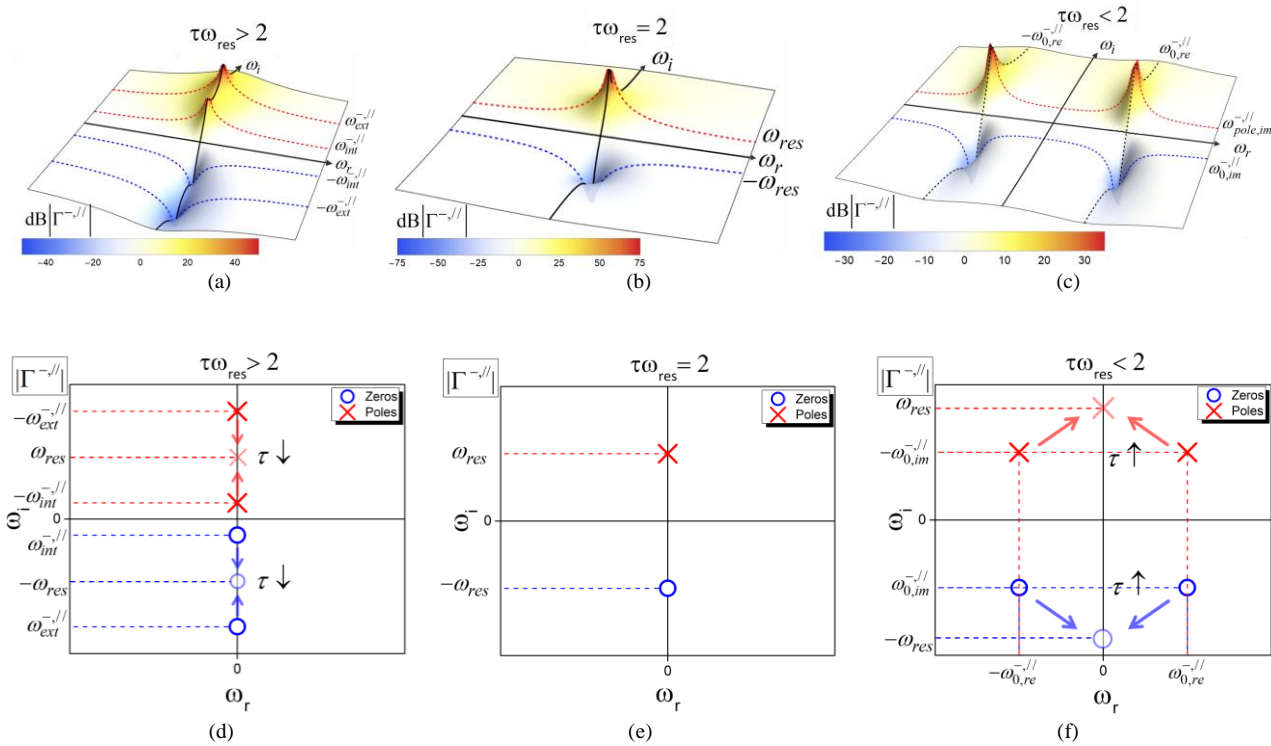 τω_res > 2
ω_i
ω_ext^{-,//}
ω_int^{-,//}
ω_r
-ω_int^{-,//}
-ω_ext^{-,//}
dB|Γ^{-,//}|
-40 -20 0 20 40
(a)
τω_res = 2
ω_i
ω_res
ω_r
-ω_res
dB|Γ^{-,//}|
-75 -50 -25 0 25 50 75
(b)
τω_res < 2
-ω_{0,re}^{-,//}
ω_i
ω_{0,re}^{-,//}
ω_{pole,im}^{-,//}
ω_r
ω_{0,im}^{-,//}
dB|Γ^{-,//}|
-30 -20 -10 0 10 20 30
(c)
τω_res > 2
|Γ^{-,//}|
Zeros
Poles
-ω_ext^{-,//}
ω_res
τ ↓
-ω_int^{-,//}
ω_i
0
ω_int^{-,//}
-ω_res
τ ↓
ω_ext^{-,//}
0
ω_r
(d)
τω_res = 2
|Γ^{-,//}|
Zeros
Poles
ω_res
ω_i
0
-ω_res
0
ω_r
(e)
τω_res < 2
|Γ^{-,//}|
Zeros
Poles
ω_res
-ω_{0,im}^{-,//}
τ ↑
ω_i
0
ω_{0,im}^{-,//}
τ ↑
-ω_res
-ω_{0,re}^{-,//} 0 ω_{0,re}^{-,//}
ω_r
(f)